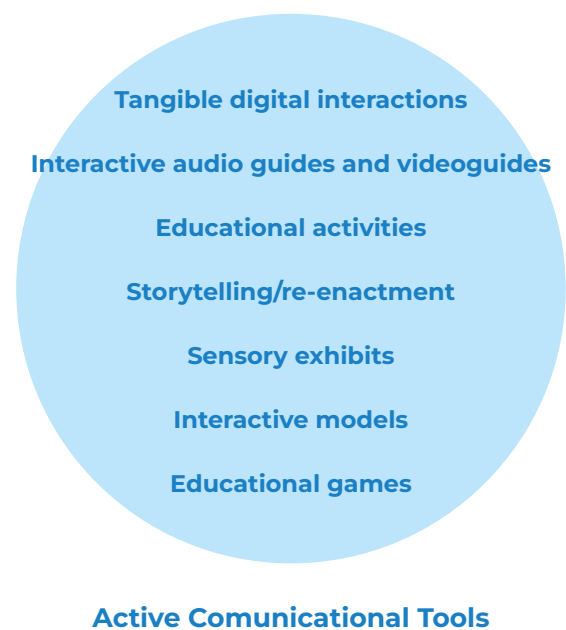 Tangible digital interactions
Interactive audio guides and videoguides
Educational activities
Storytelling/re-enactment
Sensory exhibits
Interactive models
Educational games
Active Comunicational Tools